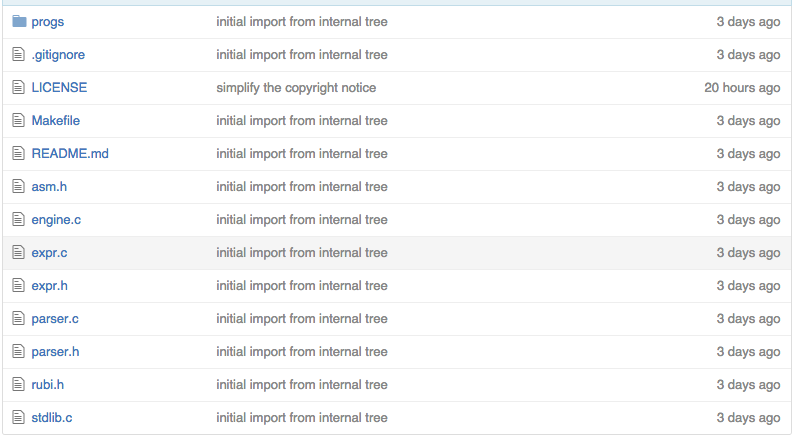 progs initial import from internal tree 3 days ago
.gitignore initial import from internal tree 3 days ago
LICENSE simplify the copyright notice 20 hours ago
Makefile initial import from internal tree 3 days ago
README.md initial import from internal tree 3 days ago
asm.h initial import from internal tree 3 days ago
engine.c initial import from internal tree 3 days ago
expr.c initial import from internal tree 3 days ago
expr.h initial import from internal tree 3 days ago
parser.c initial import from internal tree 3 days ago
parser.h initial import from internal tree 3 days ago
rubi.h initial import from internal tree 3 days ago
stdlib.c initial import from internal tree 3 days ago